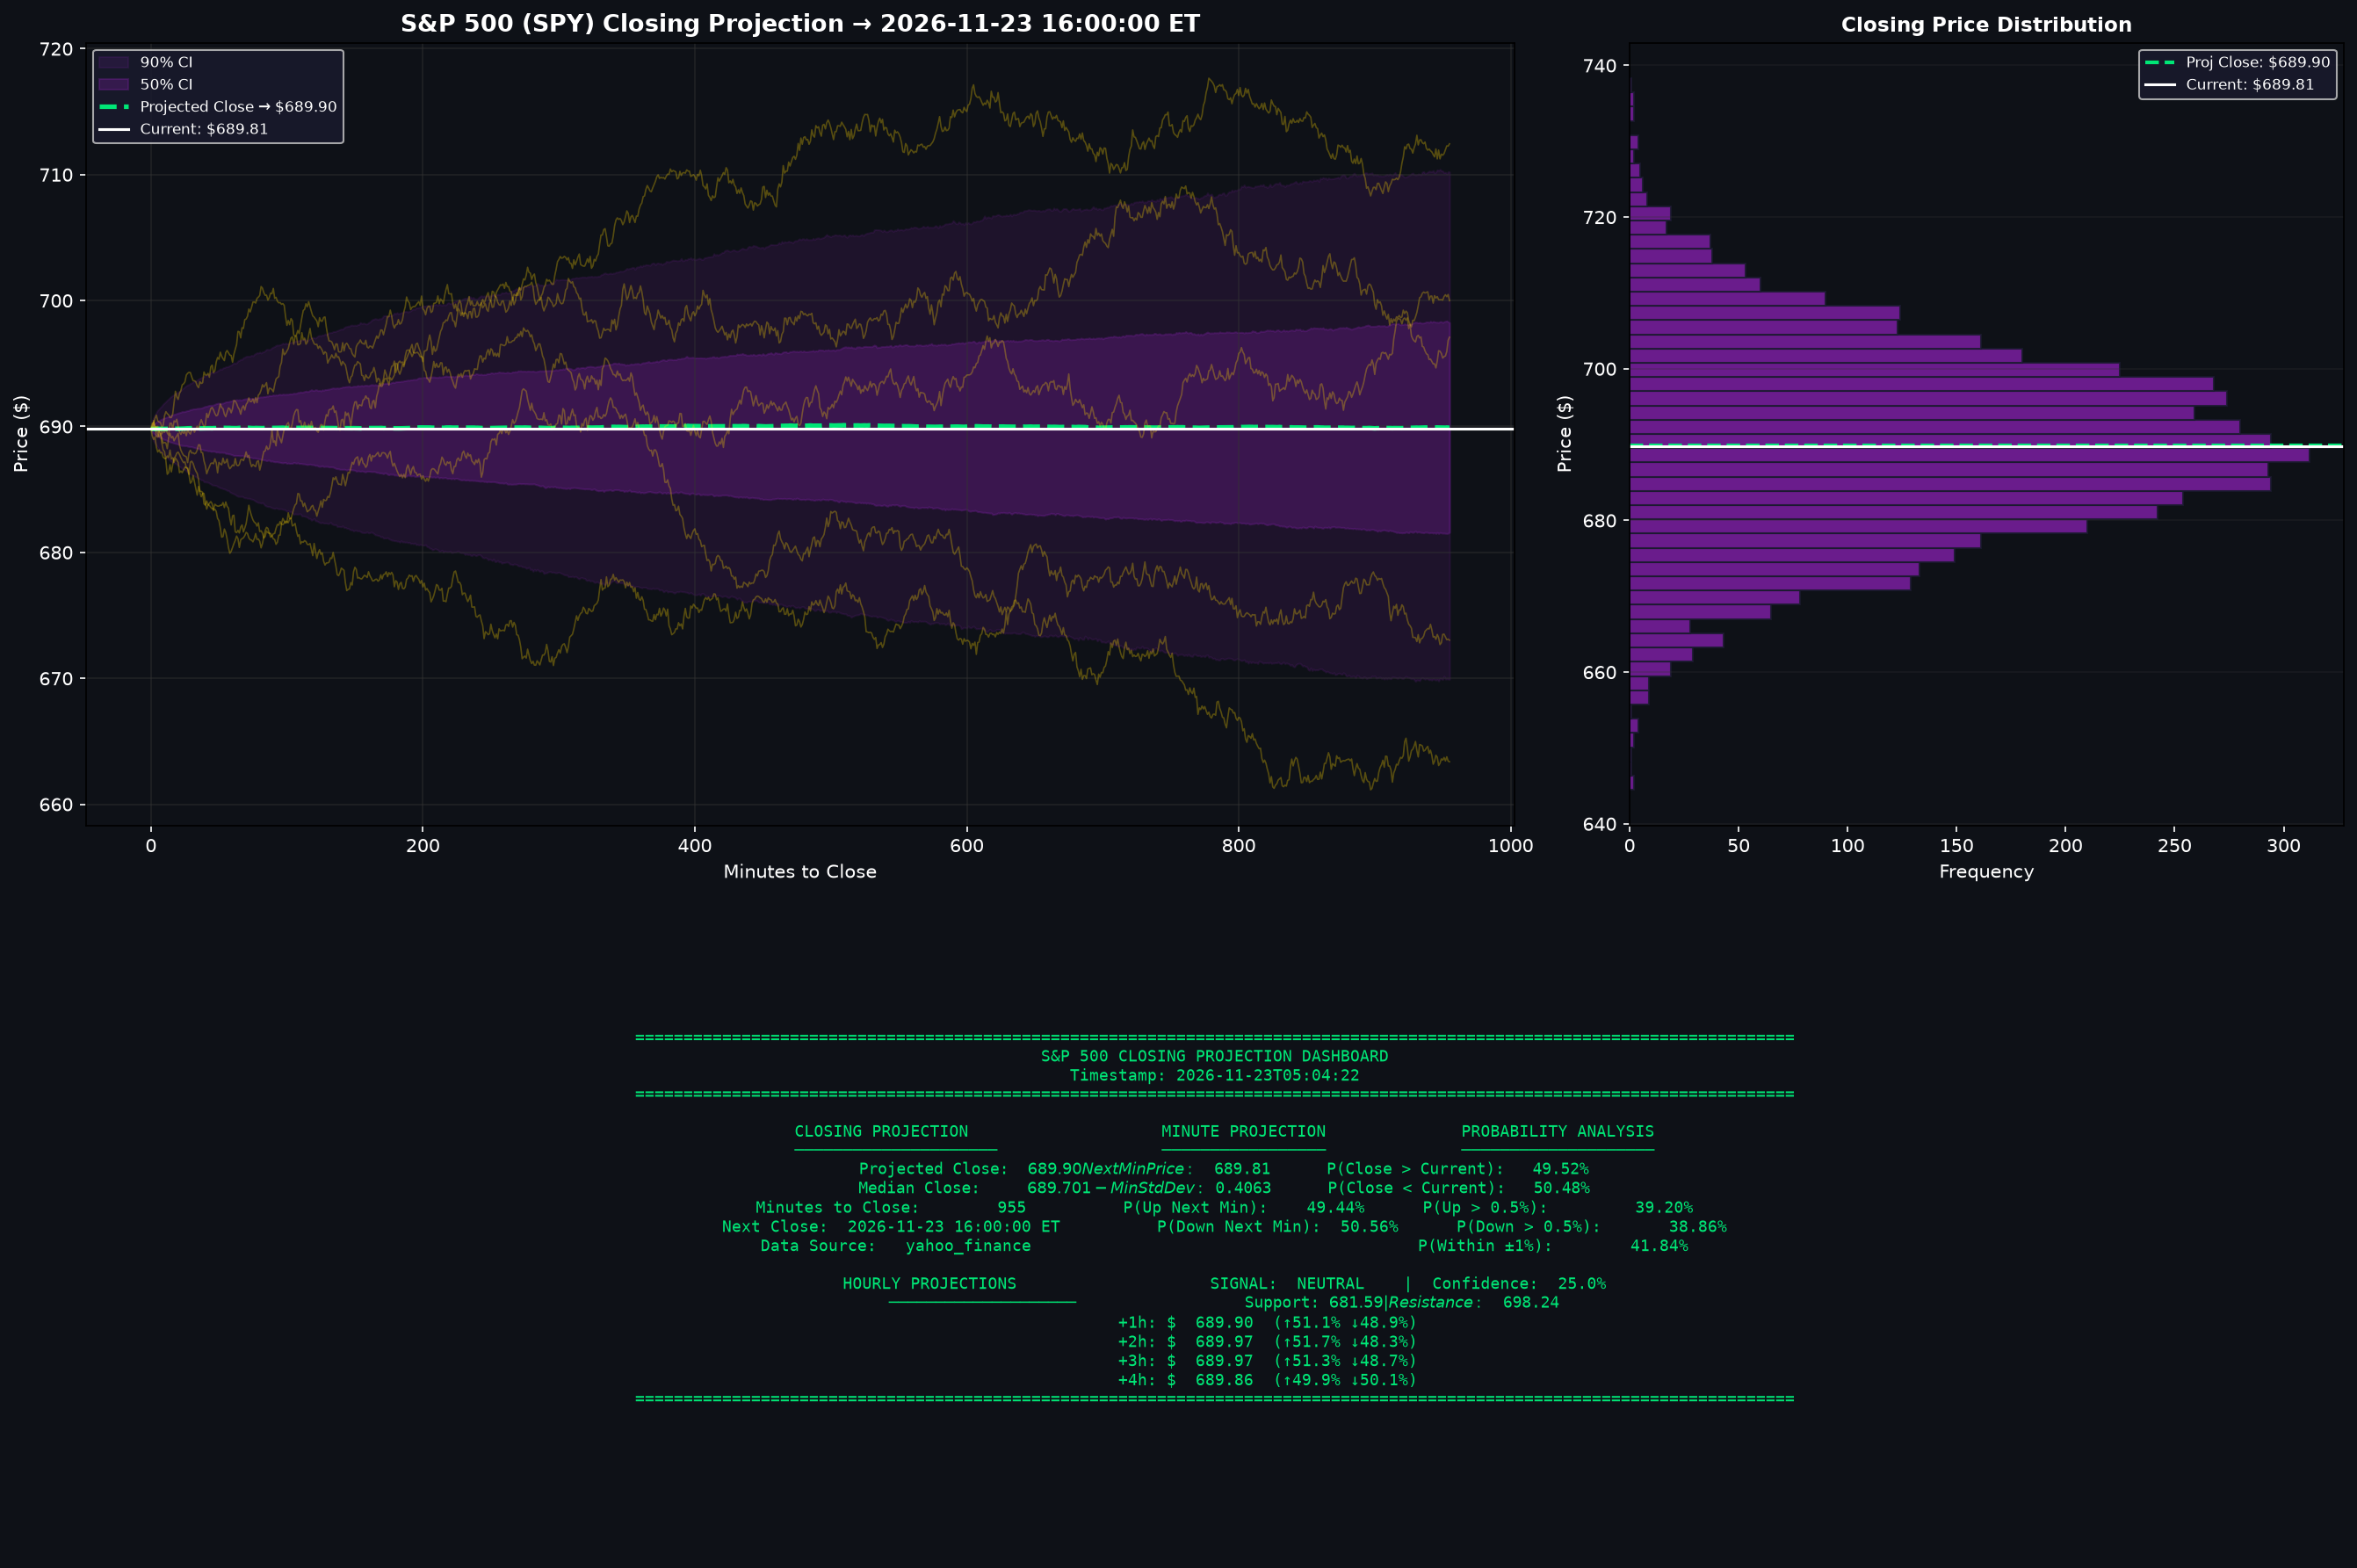 S&P 500 (SPY) Closing Projection → 2026-11-23 16:00:00 ET
90% CI
50% CI
Projected Close → $689.90
Current: $689.81
Price ($)
720
710
700
690
680
670
660
0 200 400 600 800 1000
Minutes to Close
Closing Price Distribution
Proj Close: $689.90
Current: $689.81
Price ($)
740
720
700
680
660
640
0 50 100 150 200 250 300
Frequency
========================================================================================================================
S&P 500 CLOSING PROJECTION DASHBOARD
Timestamp: 2026-11-23T05:04:22
========================================================================================================================
CLOSING PROJECTION MINUTE PROJECTION PROBABILITY ANALYSIS
Projected Close: 689.90NextMinPrice: 689.81 P(Close > Current): 49.52%
Median Close: 689.701-MinStdDev: 0.4063 P(Close < Current): 50.48%
Minutes to Close: 955 P(Up Next Min): 49.44% P(Up > 0.5%): 39.20%
Next Close: 2026-11-23 16:00:00 ET P(Down Next Min): 50.56% P(Down > 0.5%): 38.86%
Data Source: yahoo_finance P(Within ±1%): 41.84%
HOURLY PROJECTIONS SIGNAL: NEUTRAL | Confidence: 25.0%
Support: 681.59|Resistance: 698.24
+1h: $ 689.90 (↑51.1% ↓48.9%)
+2h: $ 689.97 (↑51.7% ↓48.3%)
+3h: $ 689.97 (↑51.3% ↓48.7%)
+4h: $ 689.86 (↑49.9% ↓50.1%)
========================================================================================================================